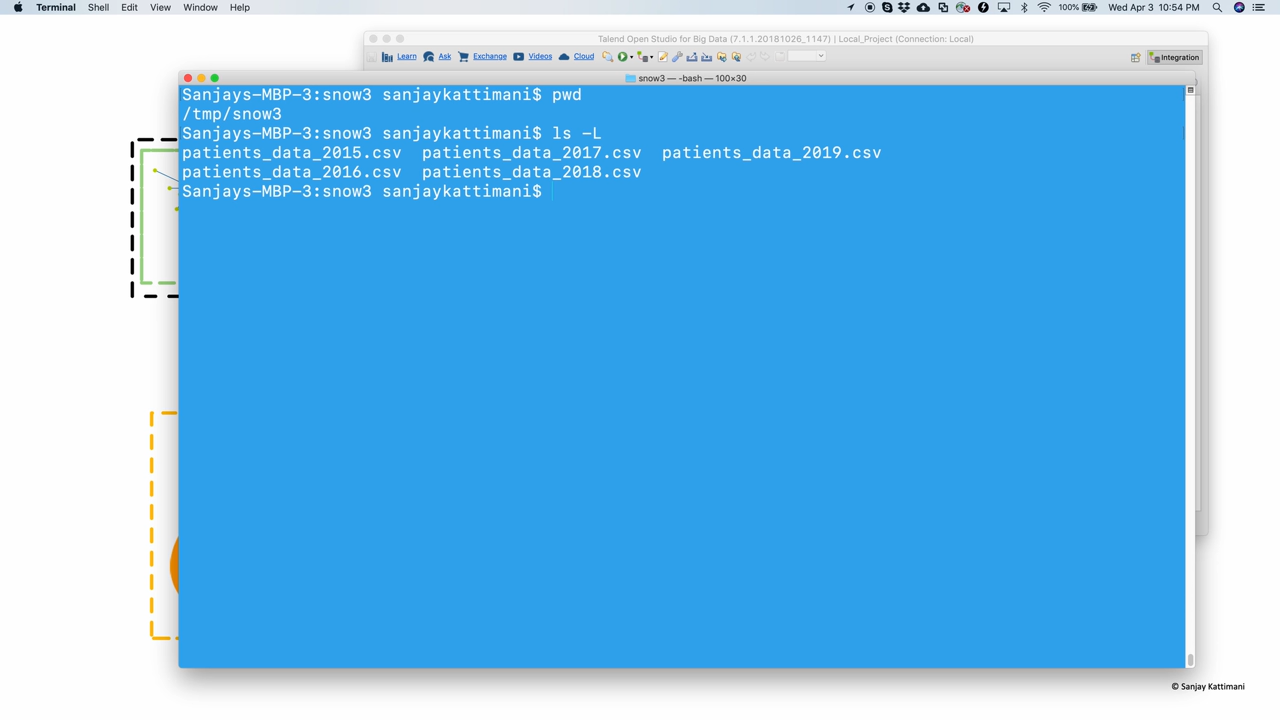 Terminal Shell Edit View Window Help 100% Wed Apr 3 10:54 PM
Talend Open Studio for Big Data (7.1.1.20181026_1147) | Local_Project (Connection: Local)
Learn Ask Exchange Videos Cloud Integration
snow3 — -bash — 100×30
Sanjays-MBP-3:snow3 sanjaykattimani$ pwd
/tmp/snow3
Sanjays-MBP-3:snow3 sanjaykattimani$ ls -L
patients_data_2015.csv patients_data_2017.csv patients_data_2019.csv
patients_data_2016.csv patients_data_2018.csv
Sanjays-MBP-3:snow3 sanjaykattimani$
© Sanjay Kattimani